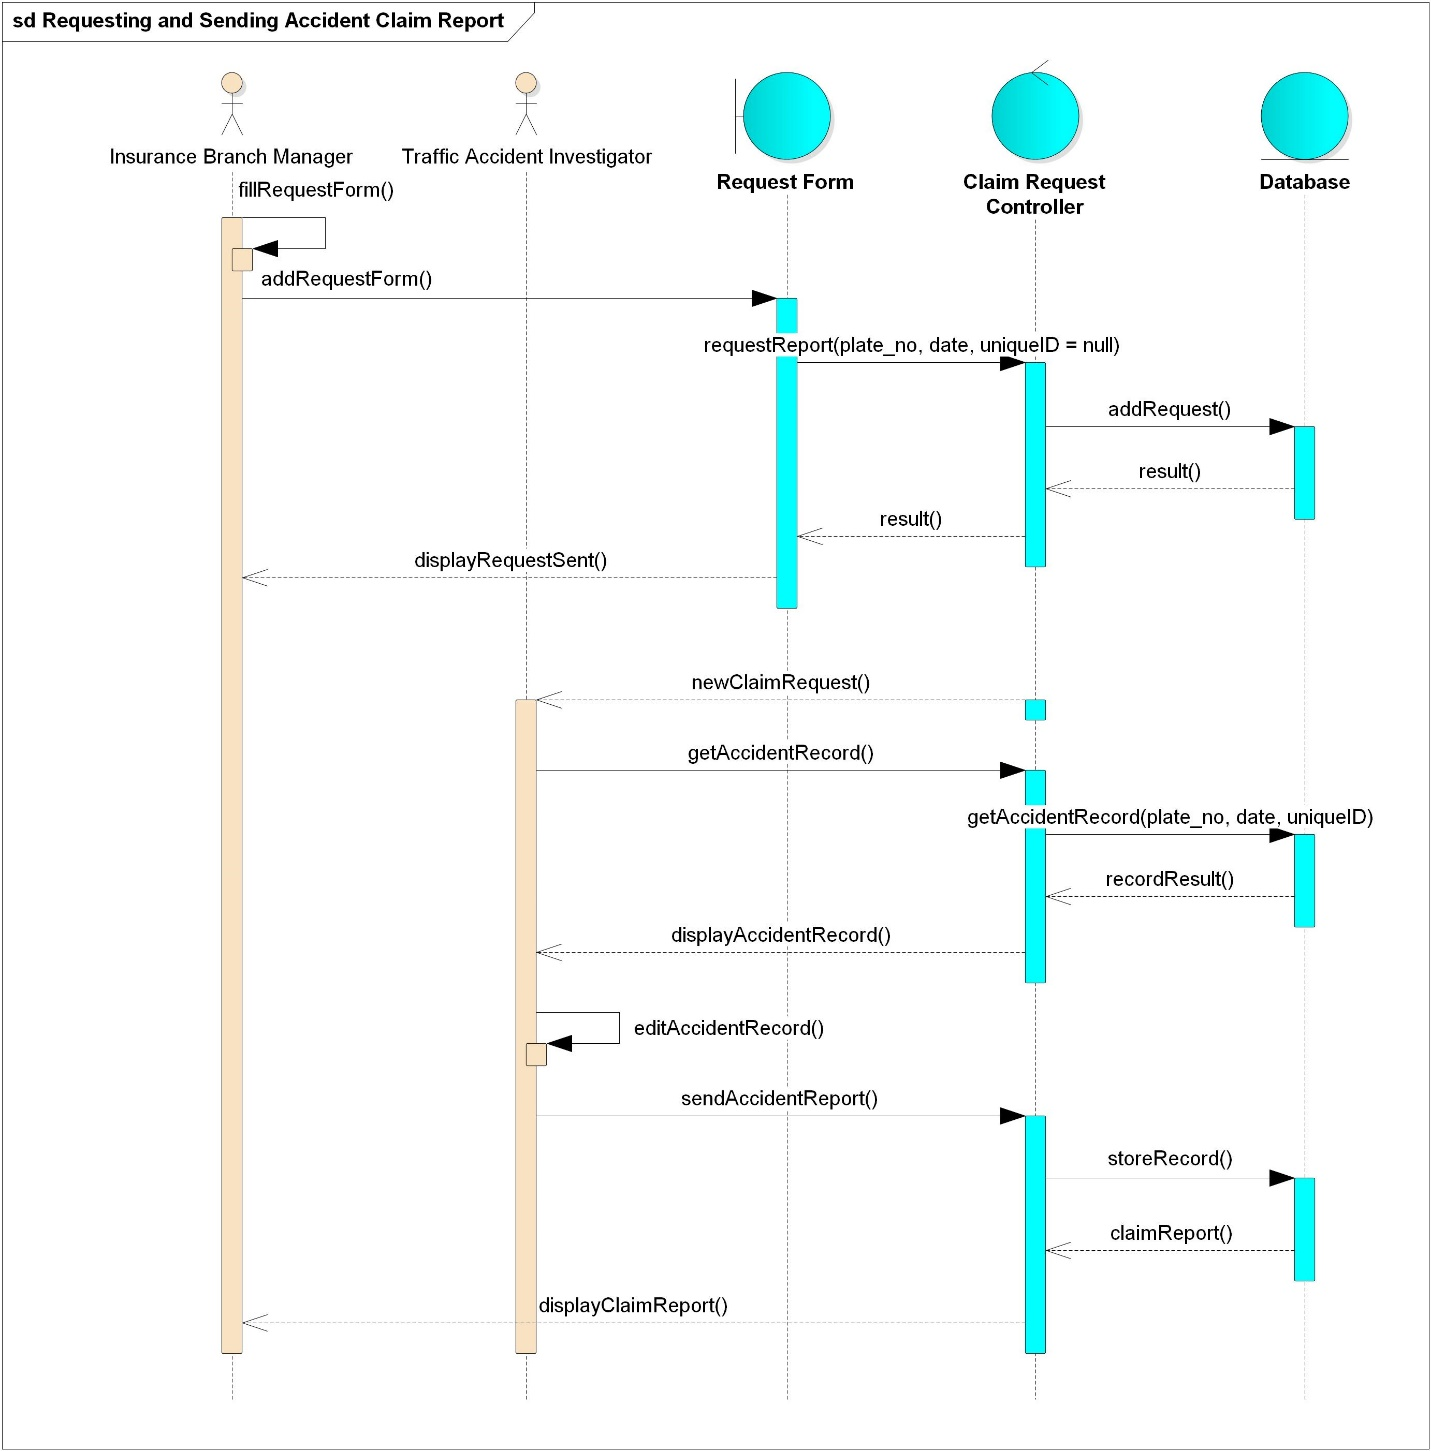 sd Requesting and Sending Accident Claim Report
Insurance Branch Manager
Traffic Accident Investigator
Request Form
Claim Request
Controller
Database
fillRequestForm()
addRequestForm()
requestReport(plate_no, date, uniqueID = null)
addRequest()
result()
result()
displayRequestSent()
newClaimRequest()
getAccidentRecord()
getAccidentRecord(plate_no, date, uniqueID)
recordResult()
displayAccidentRecord()
editAccidentRecord()
sendAccidentReport()
storeRecord()
claimReport()
displayClaimReport()